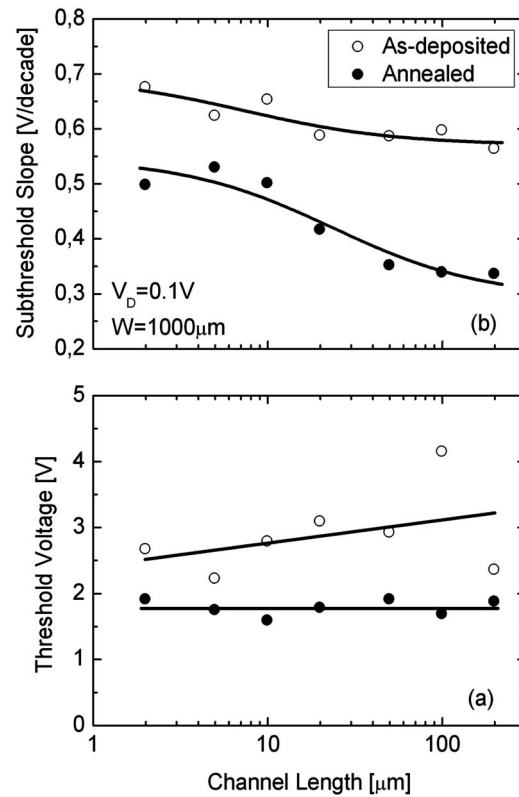 0,8
0,7
0,6
0,5
0,4
0,3
0,2
Subthreshold Slope [V/decade]
As-deposited
Annealed
V_D=0.1V
W=1000μm
(b)
5
4
3
2
1
0
Threshold Voltage [V]
(a)
1 10 100
Channel Length [μm]